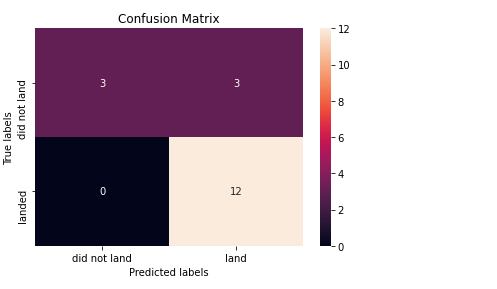 Confusion Matrix
True labels
did not land
landed
3
3
0
12
did not land
land
Predicted labels
12
10
8
6
4
2
0